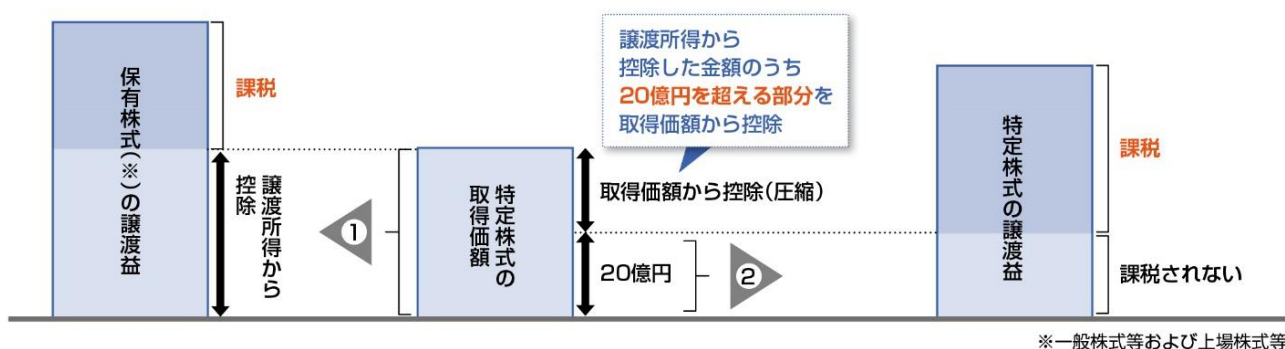 保有株式(※)の譲渡益
課税
譲渡所得から
控除
❶
特定株式の
取得価額
譲渡所得から
控除した金額のうち
20億円を超える部分を
取得価額から控除
取得価額から控除(圧縮)
20億円
❷
特定株式の譲渡益
課税
課税されない
※一般株式等および上場株式等